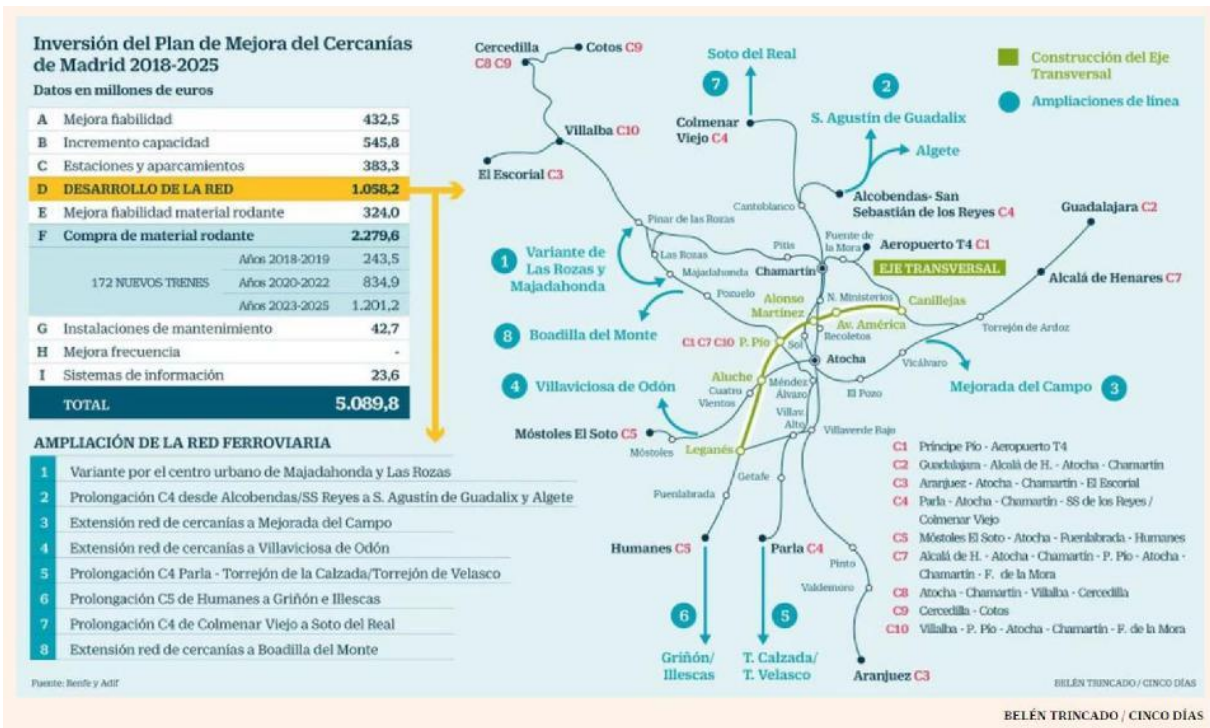 Inversión del Plan de Mejora del Cercanías
de Madrid 2018-2025
Datos en millones de euros
A Mejora fiabilidad 432,5
B Incremento capacidad 545,8
C Estaciones y aparcamientos 383,3
D DESARROLLO DE LA RED 1.058,2
E Mejora fiabilidad material rodante 324,0
F Compra de material rodante 2.279,6
Años 2018-2019 243,5
172 NUEVOS TRENES Años 2020-2022 834,9
Años 2023-2025 1.201,2
G Instalaciones de mantenimiento 42,7
H Mejora frecuencia -
I Sistemas de información 23,6
TOTAL 5.089,8
AMPLIACIÓN DE LA RED FERROVIARIA
1 Variante por el centro urbano de Majadahonda y Las Rozas
2 Prolongación C4 desde Alcobendas/SS Reyes a S. Agustín de Guadalix y Algete
3 Extensión red de cercanías a Mejorada del Campo
4 Extensión red de cercanías a Villaviciosa de Odón
5 Prolongación C4 Parla - Torrejón de la Calzada/Torrejón de Velasco
6 Prolongación C5 de Humanes a Griñón e Illescas
7 Prolongación C4 de Colmenar Viejo a Soto del Real
8 Extensión red de cercanías a Boadilla del Monte
Fuente: Renfe y Adif
Cercedilla
C8 C9
Cotos C9
Soto del Real
7
2
Construcción del Eje
Transversal
Ampliaciones de línea
S. Agustín de Guadalix
Algete
Villalba C10
Colmenar
Viejo C4
El Escorial C3
Alcobendas- San
Sebastián de los Reyes C4
Guadalajara C2
Cantoblanco
Pinar de las Rozas
Pitis
Fuente de
la Mora
Aeropuerto T4 C1
1
Variante de
Las Rozas y
Majadahonda
Las Rozas
Majadahonda
Chamartín
EJE TRANSVERSAL
Alcalá de Henares C7
Pozuelo
Alonso
Martínez
N. Ministerios
Canillejas
8
Boadilla del Monte
Av. América
Torrejón de Ardoz
C1 C7 C10 P. Pío
Sol
Recoletos
Vicálvaro
Atocha
Aluche
4
Villaviciosa de Odón
Cuatro
Vientos
Méndez
Álvaro
El Pozo
Mejorada del Campo
3
Móstoles El Soto C5
Móstoles
Villav.
Alto
Villaverde Bajo
Leganés
Getafe
Fuenlabrada
Humanes C5
Parla C4
Pinto
Valdemoro
6
5
Griñón/
Illescas
T. Calzada/
T. Velasco
Aranjuez C3
C1 Príncipe Pío - Aeropuerto T4
C2 Guadalajara - Alcalá de H. - Atocha - Chamartín
C3 Aranjuez - Atocha - Chamartín - El Escorial
C4 Parla - Atocha - Chamartín - SS de los Reyes /
Colmenar Viejo
C5 Móstoles El Soto - Atocha - Fuenlabrada - Humanes
C7 Alcalá de H. - Atocha - Chamartín - P. Pío - Atocha -
Chamartín - F. de la Mora
C8 Atocha - Chamartín - Villalba - Cercedilla
C9 Cercedilla - Cotos
C10 Villalba - P. Pío - Atocha - Chamartín - F. de la Mora
BELÉN TRINCADO / CINCO DÍAS
BELÉN TRINCADO / CINCO DÍAS